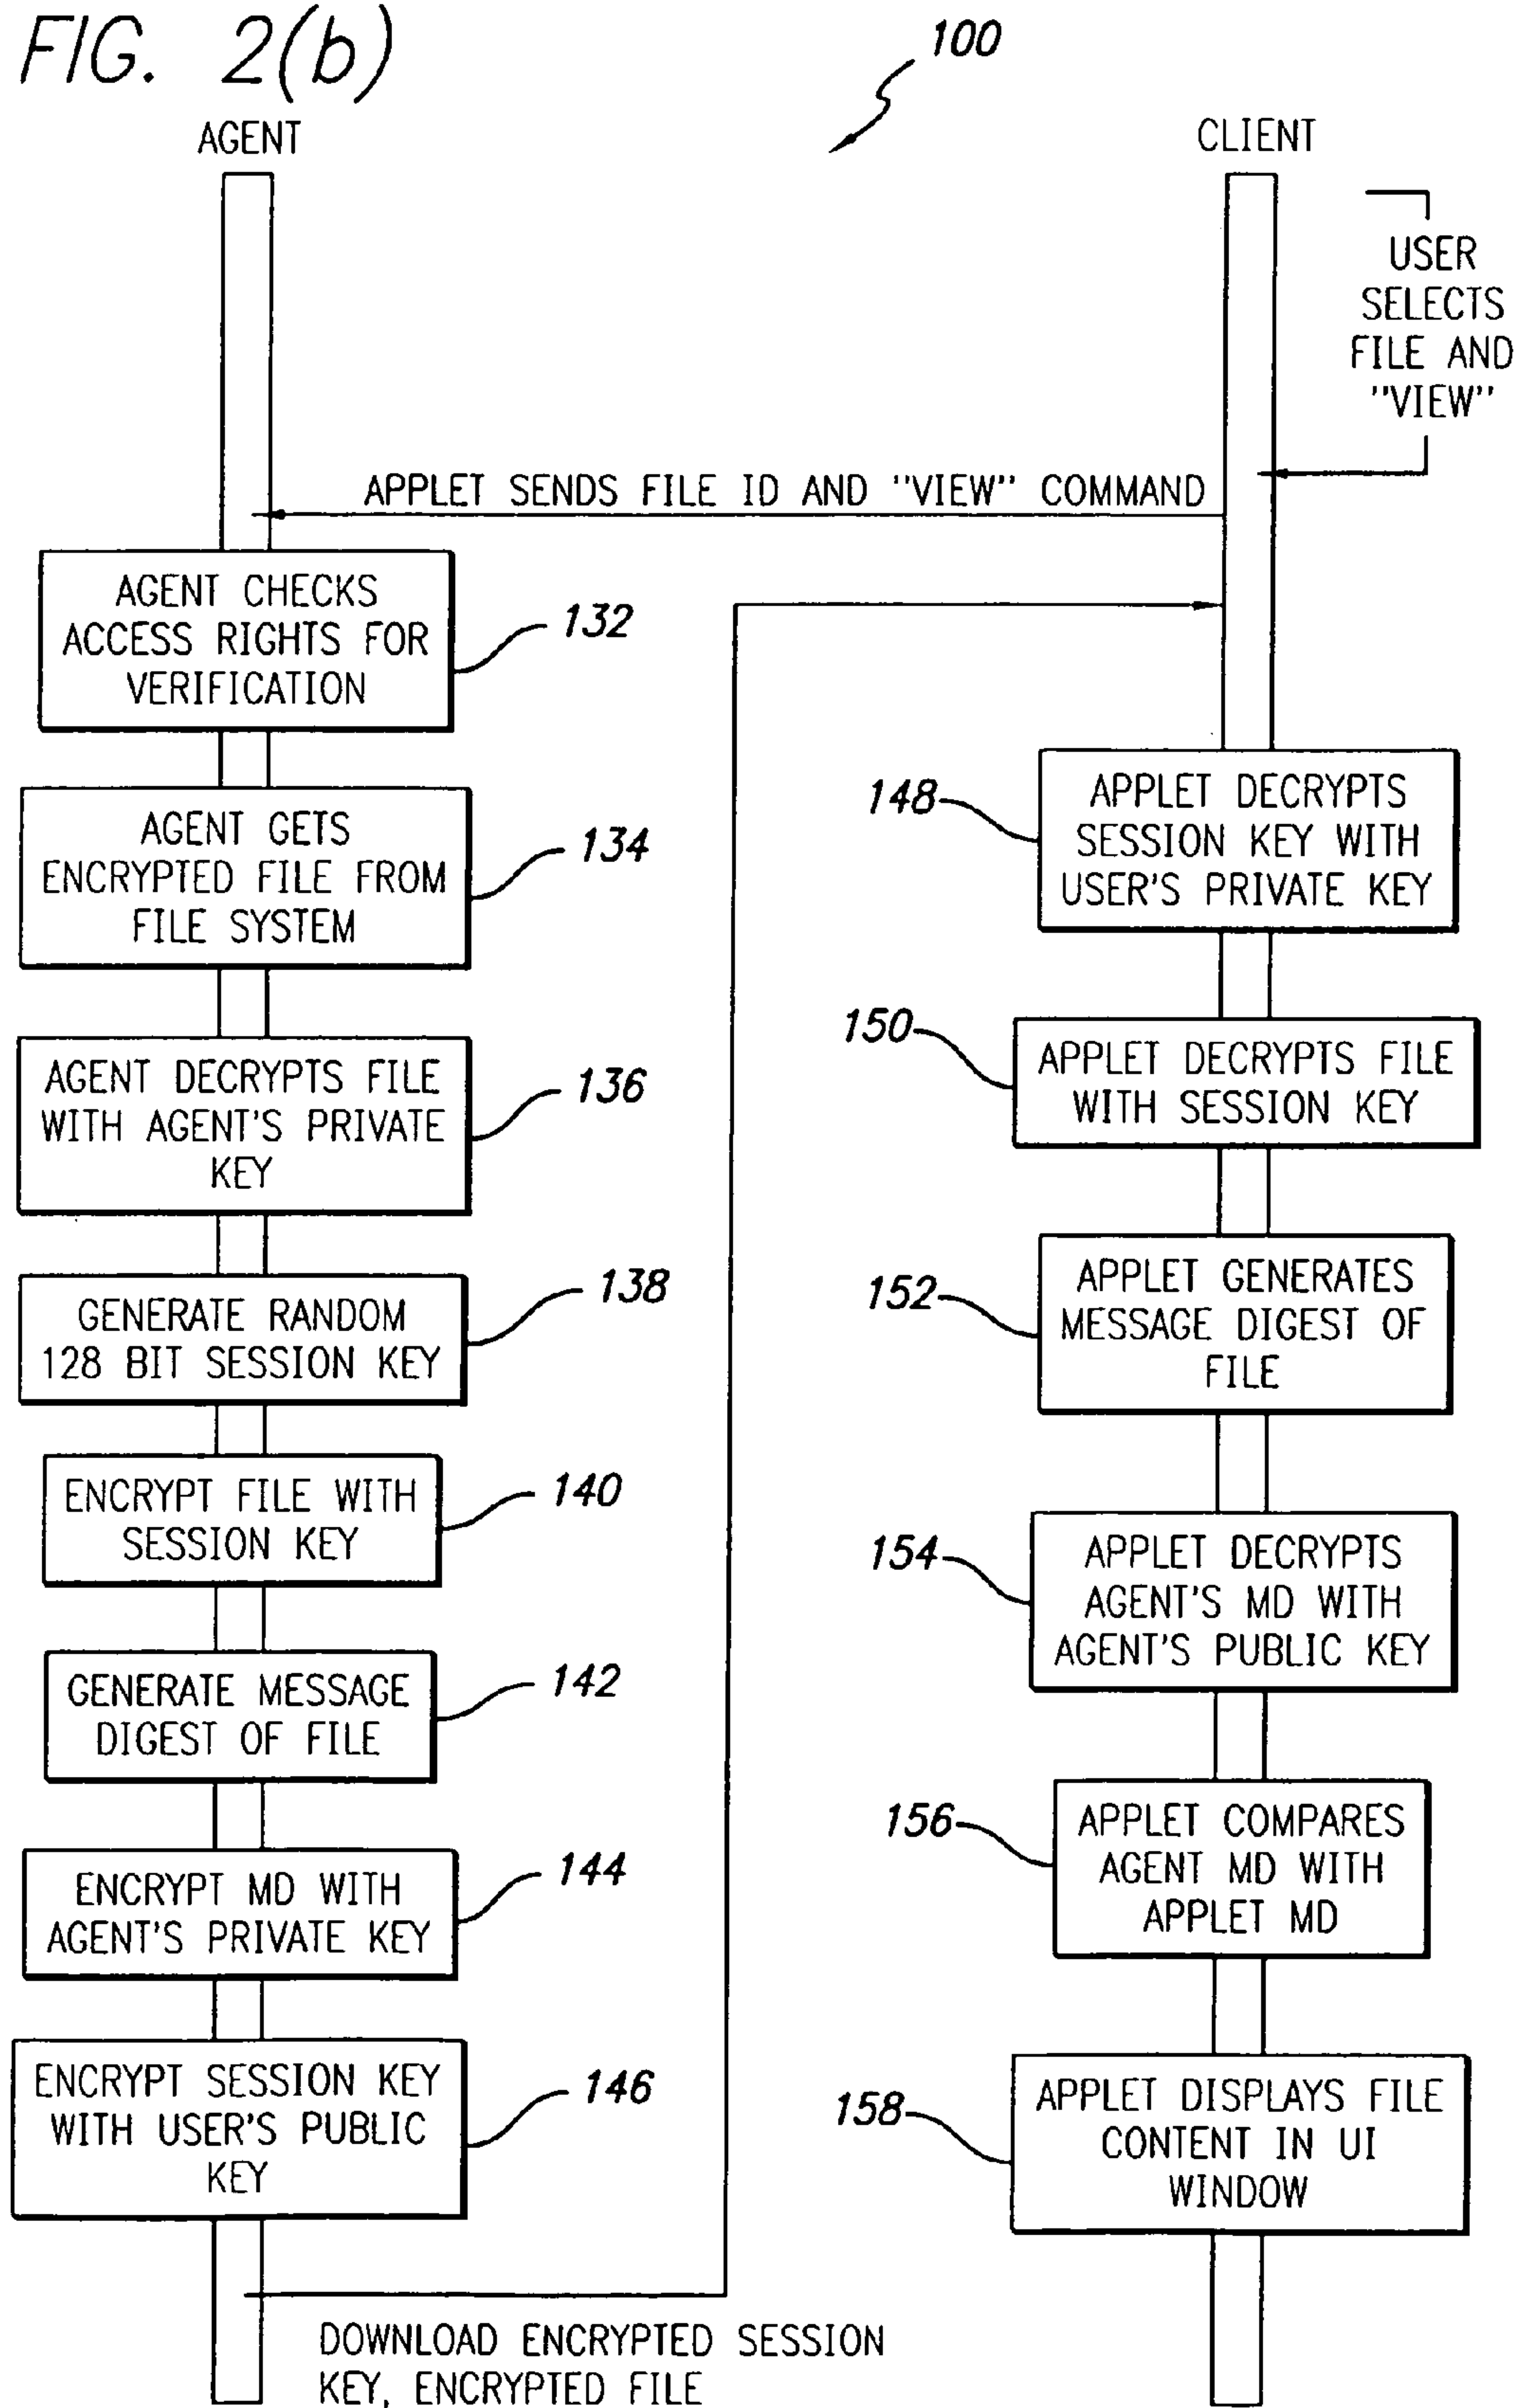 FIG. 2(b)
100
AGENT
CLIENT
USER
SELECTS
FILE AND
"VIEW"
APPLET SENDS FILE ID AND "VIEW" COMMAND
AGENT CHECKS
ACCESS RIGHTS FOR
VERIFICATION
132
AGENT GETS
ENCRYPTED FILE FROM
FILE SYSTEM
134
AGENT DECRYPTS FILE
WITH AGENT'S PRIVATE
KEY
136
GENERATE RANDOM
128 BIT SESSION KEY
138
ENCRYPT FILE WITH
SESSION KEY
140
GENERATE MESSAGE
DIGEST OF FILE
142
ENCRYPT MD WITH
AGENT'S PRIVATE KEY
144
ENCRYPT SESSION KEY
WITH USER'S PUBLIC
KEY
146
DOWNLOAD ENCRYPTED SESSION
KEY, ENCRYPTED FILE
148
APPLET DECRYPTS
SESSION KEY WITH
USER'S PRIVATE KEY
150
APPLET DECRYPTS FILE
WITH SESSION KEY
152
APPLET GENERATES
MESSAGE DIGEST OF
FILE
154
APPLET DECRYPTS
AGENT'S MD WITH
AGENT'S PUBLIC KEY
156
APPLET COMPARES
AGENT MD WITH
APPLET MD
158
APPLET DISPLAYS FILE
CONTENT IN UI
WINDOW